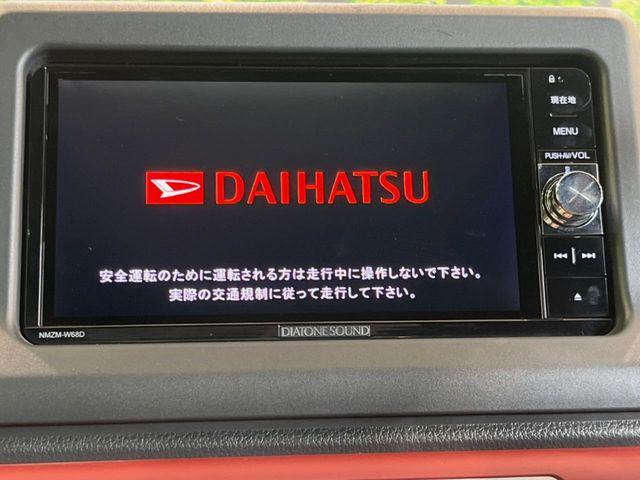 現在地
MENU
PUSH-AV/VOL
DAIHATSU
安全運転のために運転される方は走行中に操作しないで下さい。
実際の交通規制に従って走行して下さい。
NMZM-W68D
DIATONE SOUND